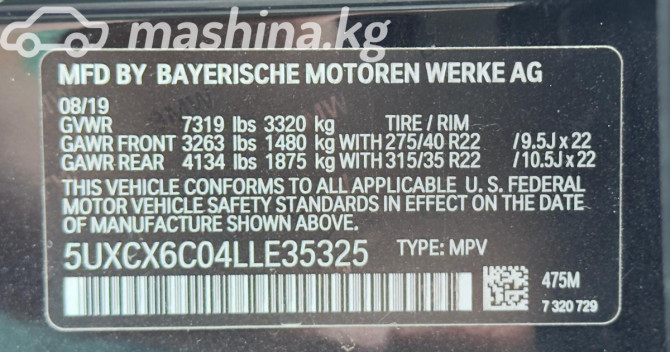 mashina.kg
MFD BY BAYERISCHE MOTOREN WERKE AG
08/19
GVWR 7319 lbs 3320 kg TIRE / RIM
GAWR FRONT 3263 lbs 1480 kg WITH 275/40 R22 /9.5J x 22
GAWR REAR 4134 lbs 1875 kg WITH 315/35 R22 /10.5J x 22
THIS VEHICLE CONFORMS TO ALL APPLICABLE U. S. FEDERAL
MOTOR VEHICLE SAFETY STANDARDS IN EFFECT ON THE DATE
OF MANUFACTURE SHOWN ABOVE.
5UXCX6C04LLE35325 TYPE: MPV
475M
7 320 729